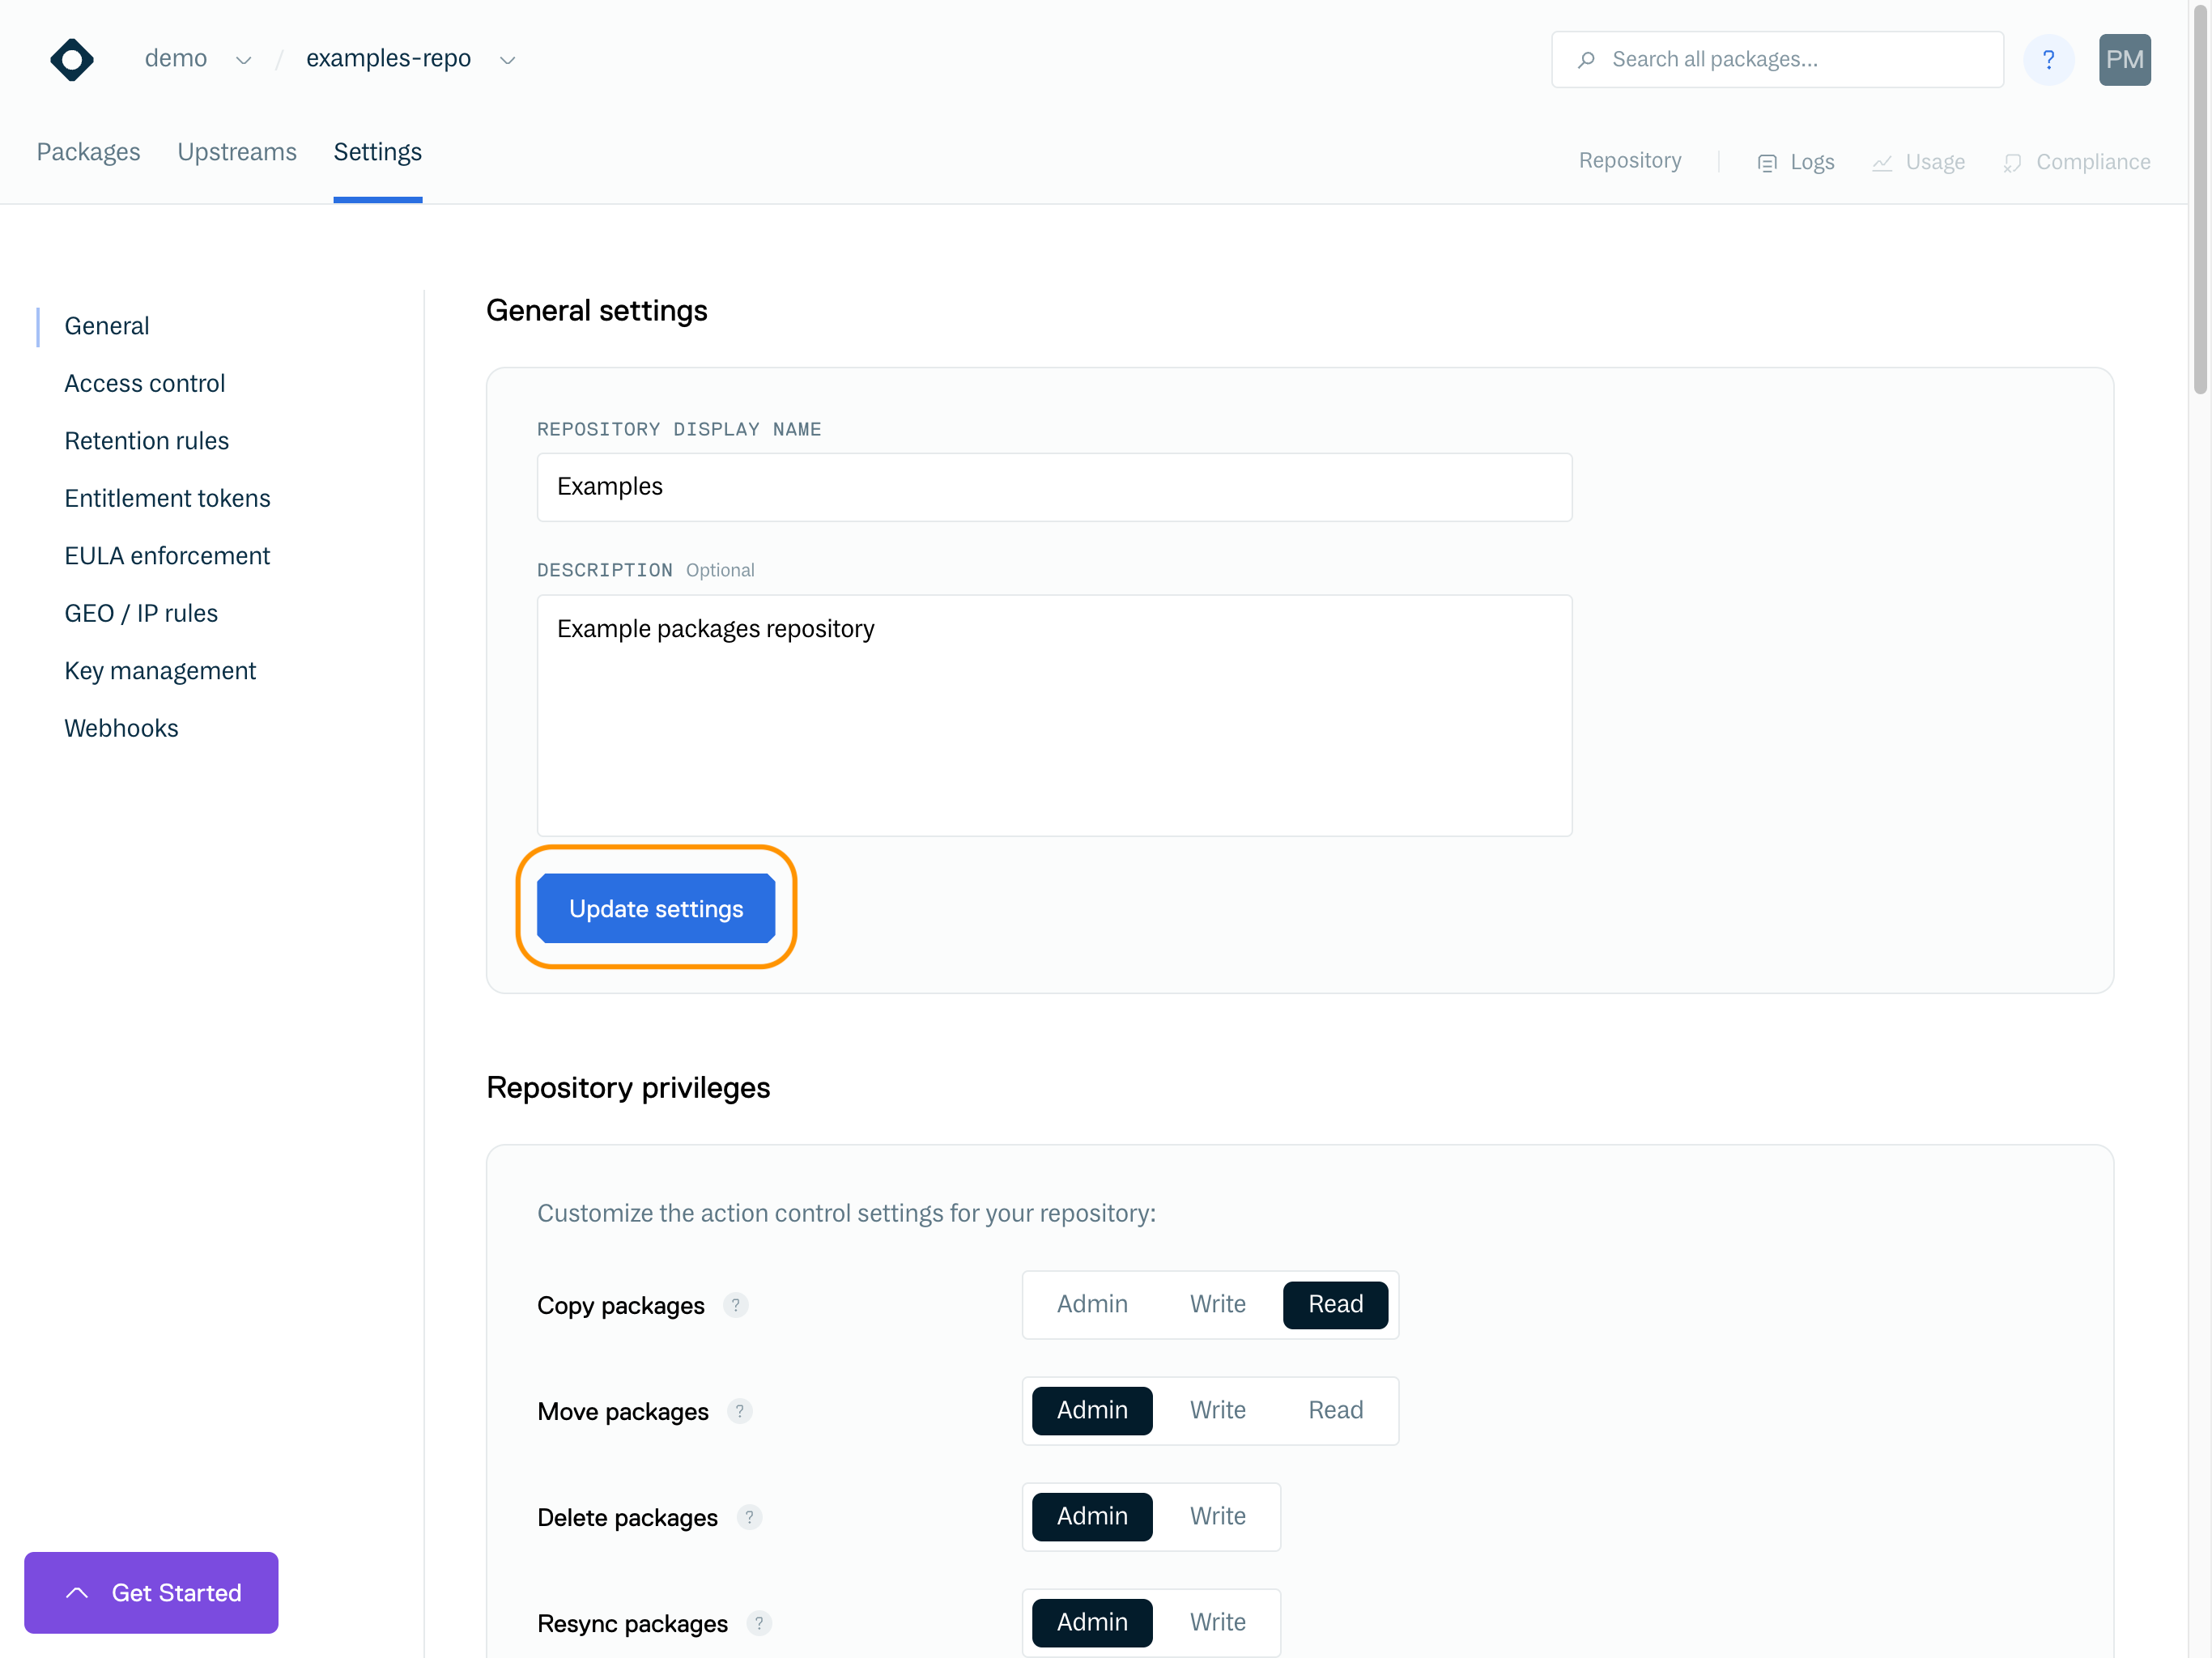 demo / examples-repo
Search all packages...
?
PM
Packages
Upstreams
Settings
Repository
Logs
Usage
Compliance
General
Access control
Retention rules
Entitlement tokens
EULA enforcement
GEO / IP rules
Key management
Webhooks
General settings
REPOSITORY DISPLAY NAME
Examples
DESCRIPTION Optional
Example packages repository
Update settings
Repository privileges
Customize the action control settings for your repository:
Copy packages ?
Admin Write Read
Move packages ?
Admin Write Read
Delete packages ?
Admin Write
Resync packages ?
Admin Write
Get Started